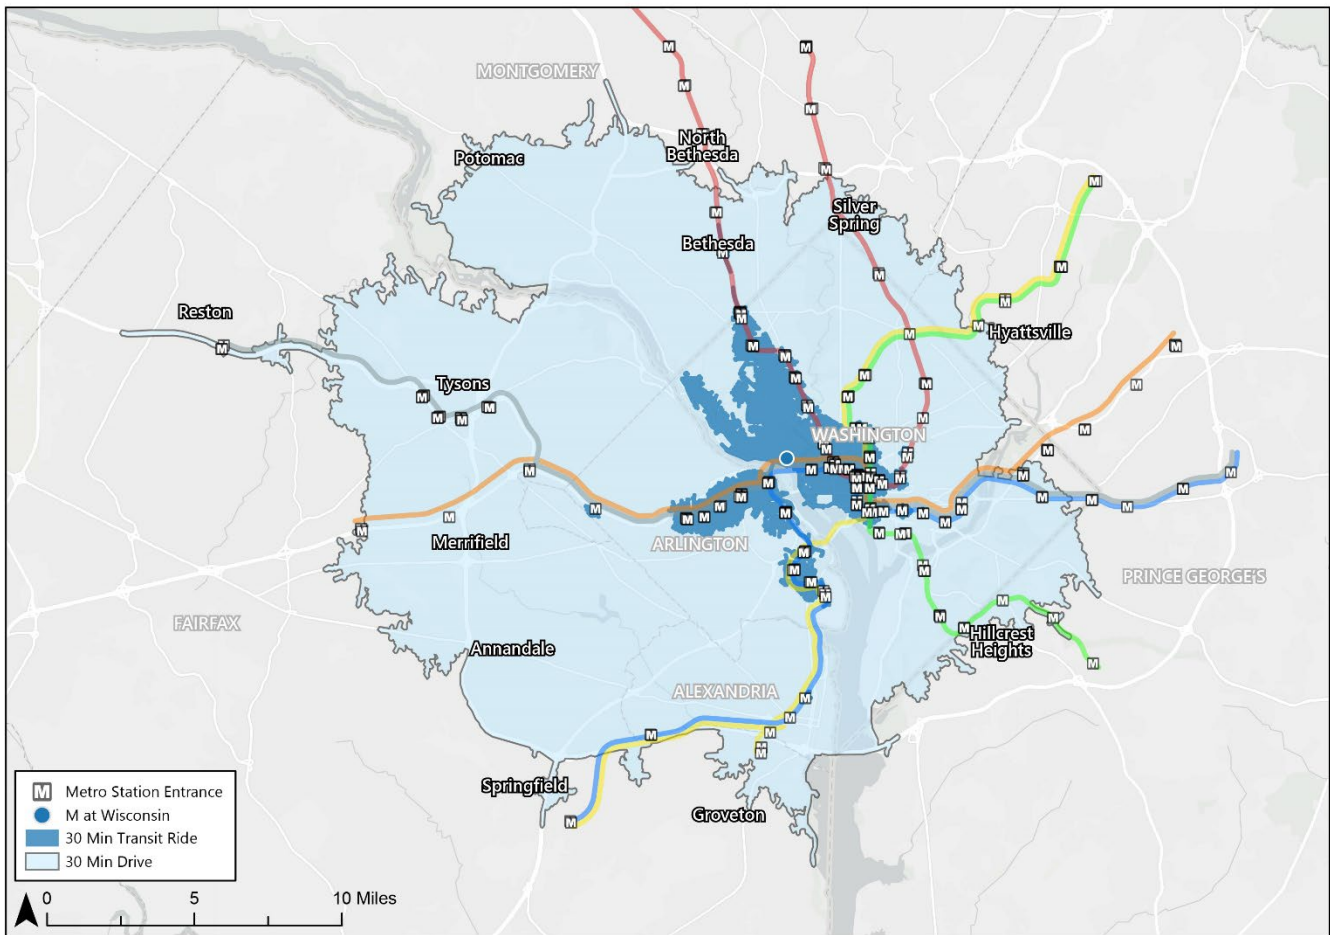 MONTGOMERY
North
Bethesda
Potomac
Silver
Spring
Bethesda
Reston
Hyattsville
Tysons
WASHINGTON
Merrifield
ARLINGTON
PRINCE GEORGE'S
FAIRFAX
Hillcrest
Heights
Annandale
ALEXANDRIA
Springfield
Groveton
M Metro Station Entrance
M at Wisconsin
30 Min Transit Ride
30 Min Drive
0 5 10 Miles